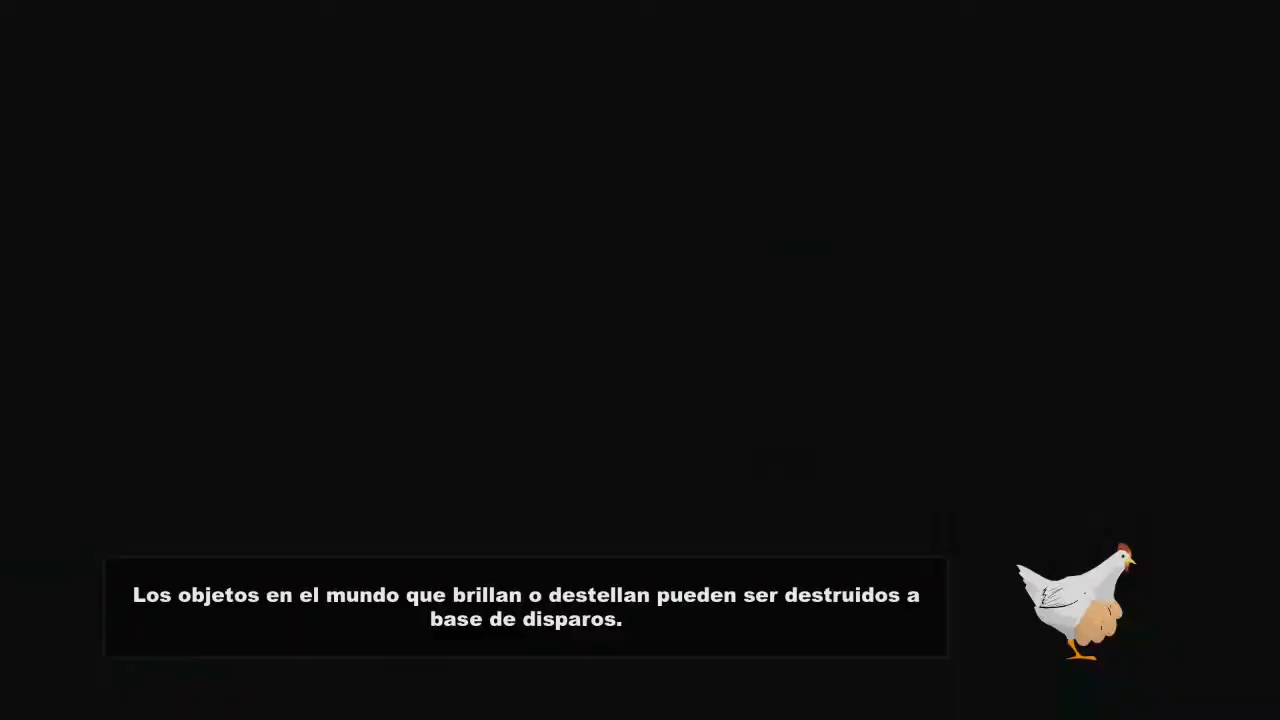 Los objetos en el mundo que brillan o destellan pueden ser destruidos a
base de disparos.